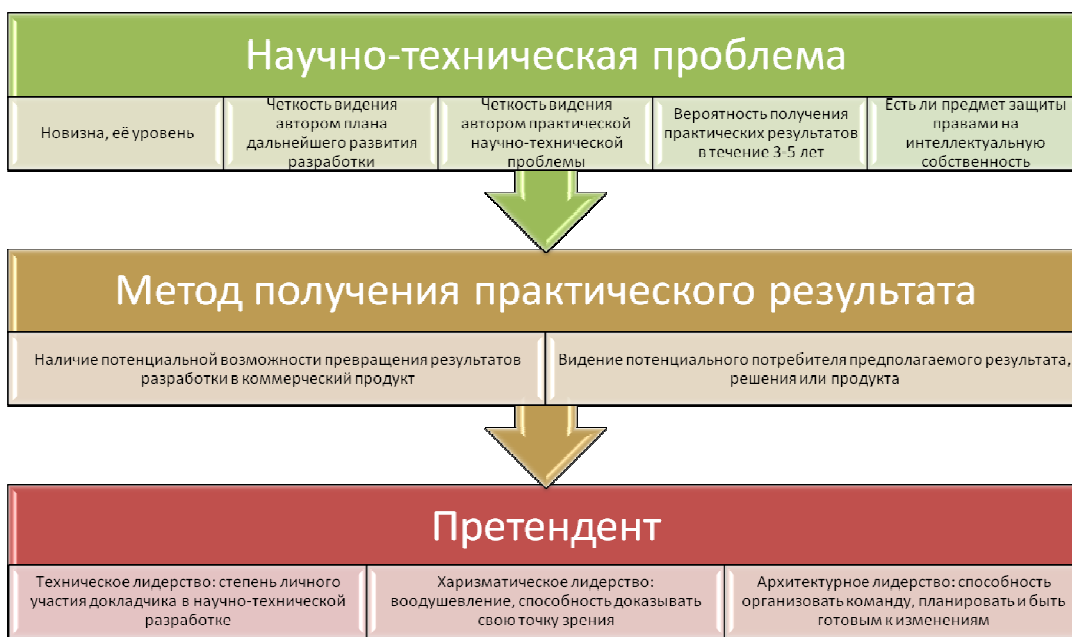 Научно-техническая проблема
Новизна, её уровень
Четкость видения
автором плана
дальнейшего развития
разработки
Четкость видения
автором практической
научно-технической
проблемы
Вероятность получения
практических результатов
в течение 3-5 лет
Есть ли предмет защиты
правами на
интеллектуальную
собственность
Метод получения практического результата
Наличие потенциальной возможности превращения результатов
разработки в коммерческий продукт
Видение потенциального потребителя предполагаемого результата,
решения или продукта
Претендент
Техническое лидерство: степень личного
участия докладчика в научно-технической
разработке
Харизматическое лидерство:
воодушевление, способность доказывать
свою точку зрения
Архитектурное лидерство: способность
организовать команду, планировать и быть
готовым к изменениям